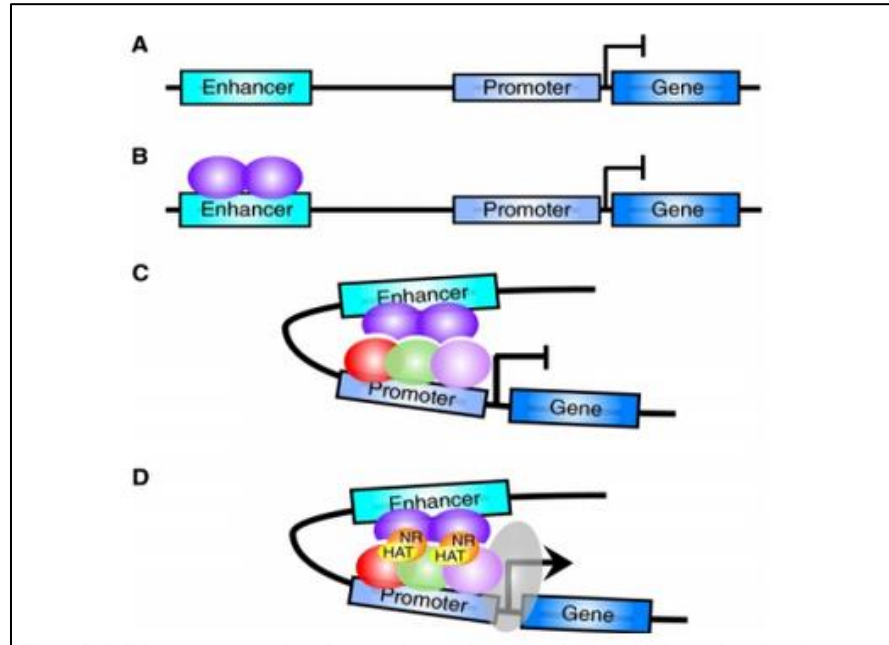 A
Enhancer Promoter Gene
B
Enhancer Promoter Gene
C
Enhancer
Promoter
Gene
D
Enhancer
NR NR
HAT HAT
Promoter
Gene